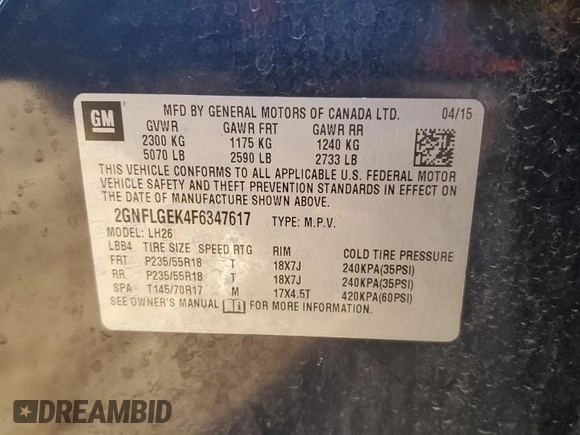 GM
MFD BY GENERAL MOTORS OF CANADA LTD. 04/15
GVWR GAWR FRT GAWR RR
2300 KG 1175 KG 1240 KG
5070 LB 2590 LB 2733 LB
THIS VEHICLE CONFORMS TO ALL APPLICABLE U.S. FEDERAL MOTOR
VEHICLE SAFETY AND THEFT PREVENTION STANDARDS IN EFFECT ON
THE DATE OF MANUFACTURE SHOWN ABOVE.
2GNFLGEK4F6347617 TYPE: M.P.V.
MODEL: LH26
LBB4 TIRE SIZE SPEED RTG RIM COLD TIRE PRESSURE
FRT P235/55R18 T 18X7J 240KPA(35PSI)
RR P235/55R18 T 18X7J 240KPA(35PSI)
SPA T145/70R17 M 17X4.5T 420KPA(60PSI)
SEE OWNER'S MANUAL FOR MORE INFORMATION.
DREAMBID